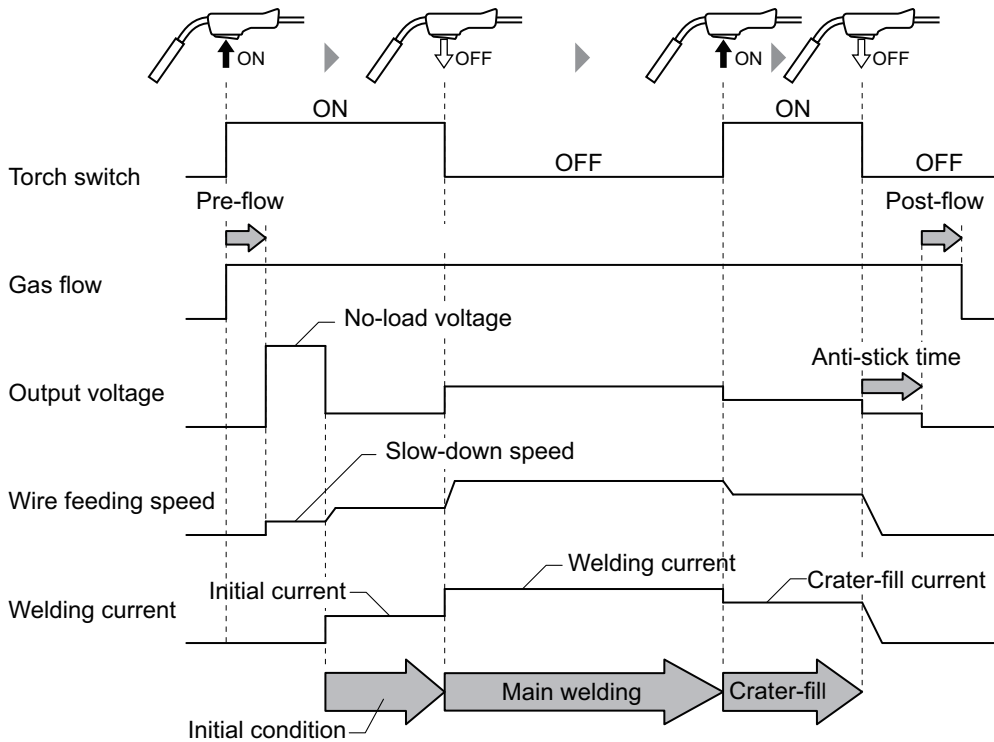 ON
OFF
ON
OFF
ON
ON
Torch switch
OFF
OFF
Pre-flow
Post-flow
Gas flow
No-load voltage
Anti-stick time
Output voltage
Slow-down speed
Wire feeding speed
Welding current
Initial current
Crater-fill current
Welding current
Main welding
Crater-fill
Initial condition